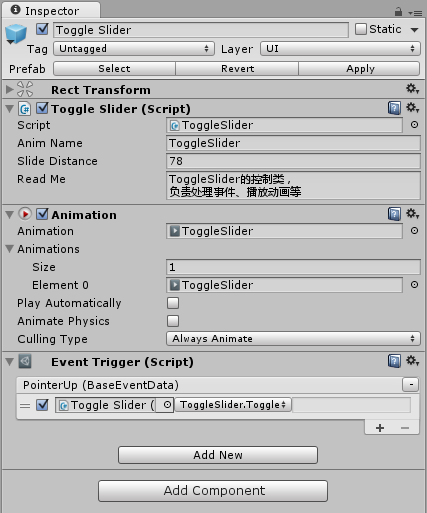 Inspector
Toggle Slider
Static
Tag Untagged Layer UI
Prefab Select Revert Apply
Rect Transform
Toggle Slider (Script)
Script ToggleSlider
Anim Name ToggleSlider
Slide Distance 78
Read Me ToggleSlider的控制类，
负责处理事件、播放动画等
Animation
Animation ToggleSlider
Animations
Size 1
Element 0 ToggleSlider
Play Automatically
Animate Physics
Culling Type Always Animate
Event Trigger (Script)
PointerUp (BaseEventData)
Toggle Slider ( ToggleSlider.Toggle
Add New
Add Component